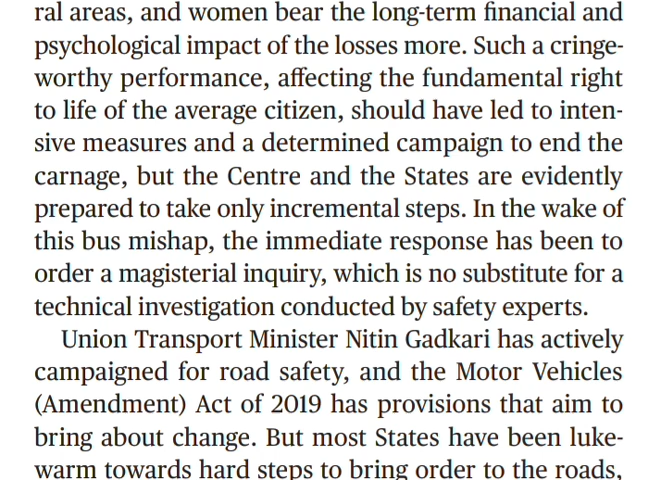 ral areas, and women bear the long-term financial and
psychological impact of the losses more. Such a cringe-
worthy performance, affecting the fundamental right
to life of the average citizen, should have led to inten-
sive measures and a determined campaign to end the
carnage, but the Centre and the States are evidently
prepared to take only incremental steps. In the wake of
this bus mishap, the immediate response has been to
order a magisterial inquiry, which is no substitute for a
technical investigation conducted by safety experts.
Union Transport Minister Nitin Gadkari has actively
campaigned for road safety, and the Motor Vehicles
(Amendment) Act of 2019 has provisions that aim to
bring about change. But most States have been luke-
warm towards hard steps to bring order to the roads,